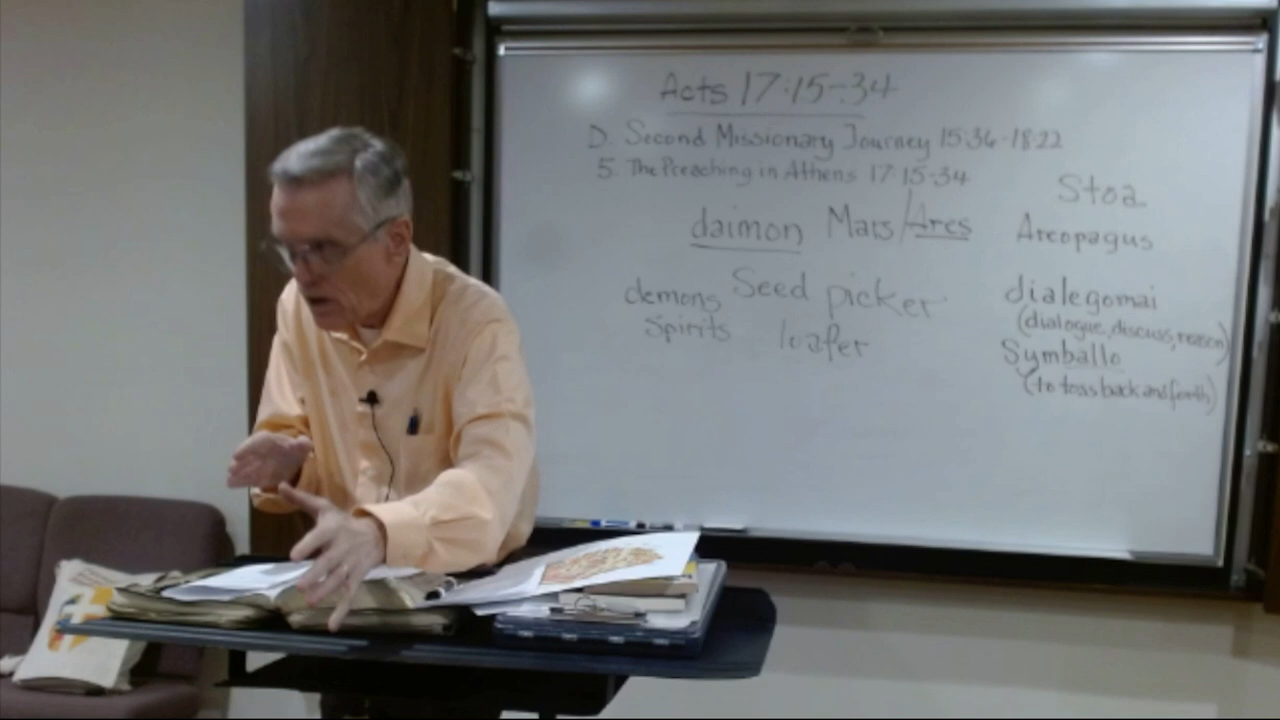 Acts 17:15-34
D. Second Missionary Journey 15:36-18:22
5. The Preaching in Athens 17:15-34
Stoa
daimon Mars/Ares Areopagus
demons Seed picker dialegomai
spirits loafer (dialogue, discuss, reason)
Symballo
(to toss back and forth)